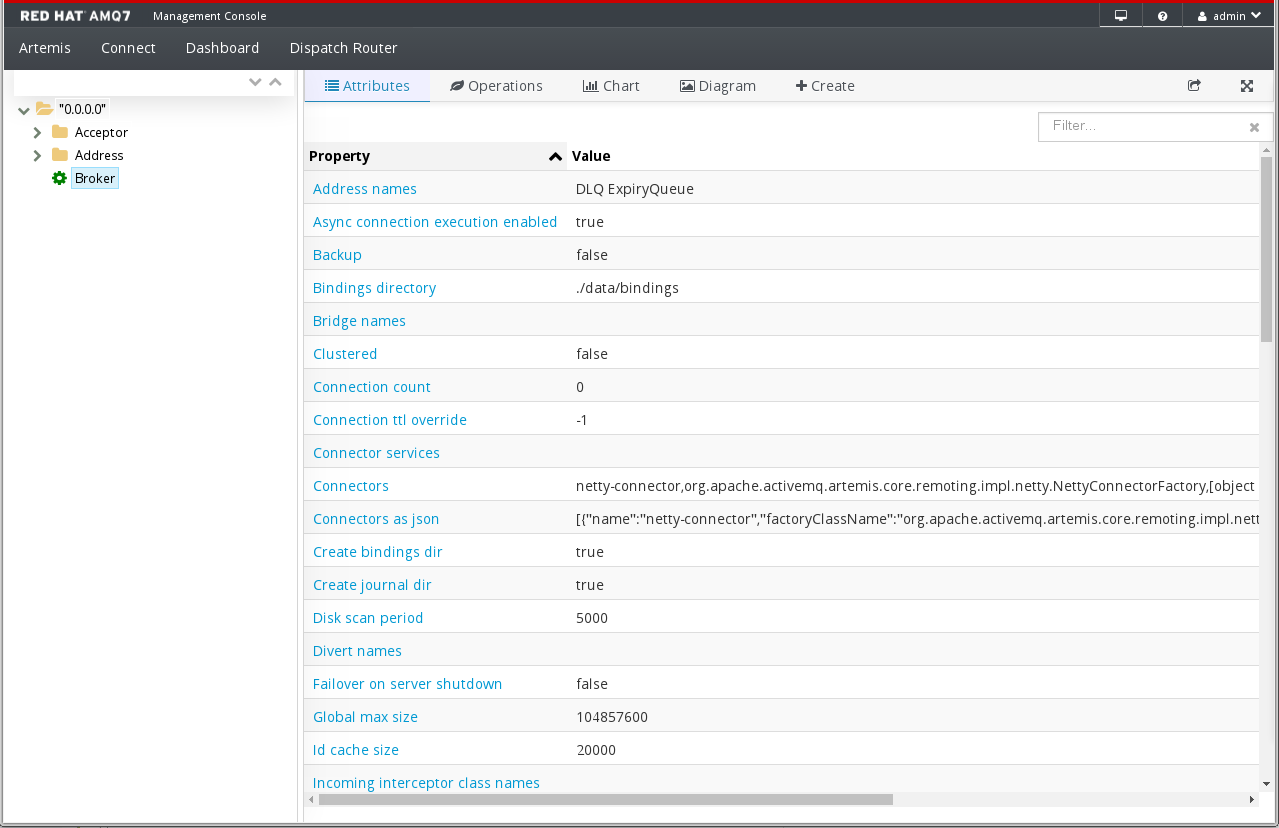 RED HAT AMQ7 Management Console admin
Artemis Connect Dashboard Dispatch Router
Attributes Operations Chart Diagram Create
"0.0.0.0"
Acceptor
Address
Broker
Filter...
Property Value
Address names DLQ ExpiryQueue
Async connection execution enabled true
Backup false
Bindings directory ./data/bindings
Bridge names
Clustered false
Connection count 0
Connection ttl override -1
Connector services
Connectors netty-connector,org.apache.activemq.artemis.core.remoting.impl.netty.NettyConnectorFactory,[object
Connectors as json [{"name":"netty-connector","factoryClassName":"org.apache.activemq.artemis.core.remoting.impl.nett
Create bindings dir true
Create journal dir true
Disk scan period 5000
Divert names
Failover on server shutdown false
Global max size 104857600
Id cache size 20000
Incoming interceptor class names